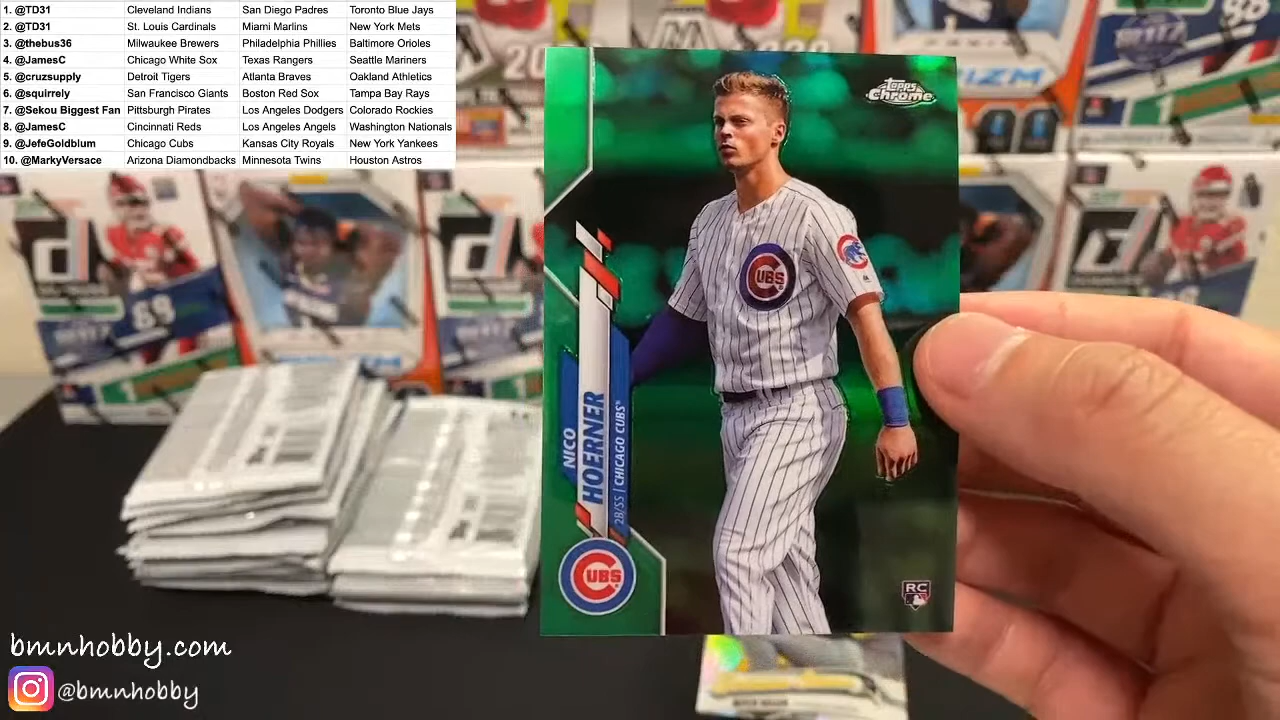 1. @TD31 Cleveland Indians San Diego Padres Toronto Blue Jays
2. @TD31 St. Louis Cardinals Miami Marlins New York Mets
3. @thebus36 Milwaukee Brewers Philadelphia Phillies Baltimore Orioles
4. @JamesC Chicago White Sox Texas Rangers Seattle Mariners
5. @cruzsupply Detroit Tigers Atlanta Braves Oakland Athletics
6. @squirrely San Francisco Giants Boston Red Sox Tampa Bay Rays
7. @Sekou Biggest Fan Pittsburgh Pirates Los Angeles Dodgers Colorado Rockies
8. @JamesC Cincinnati Reds Los Angeles Angels Washington Nationals
9. @JefeGoldblum Chicago Cubs Kansas City Royals New York Yankees
10. @MarkyVersace Arizona Diamondbacks Minnesota Twins Houston Astros
Topps
Chrome
CUBS
NICO
HOERNER
2B/SS | CHICAGO CUBS
CUBS
RC
bmnhobby.com
@bmnhobby